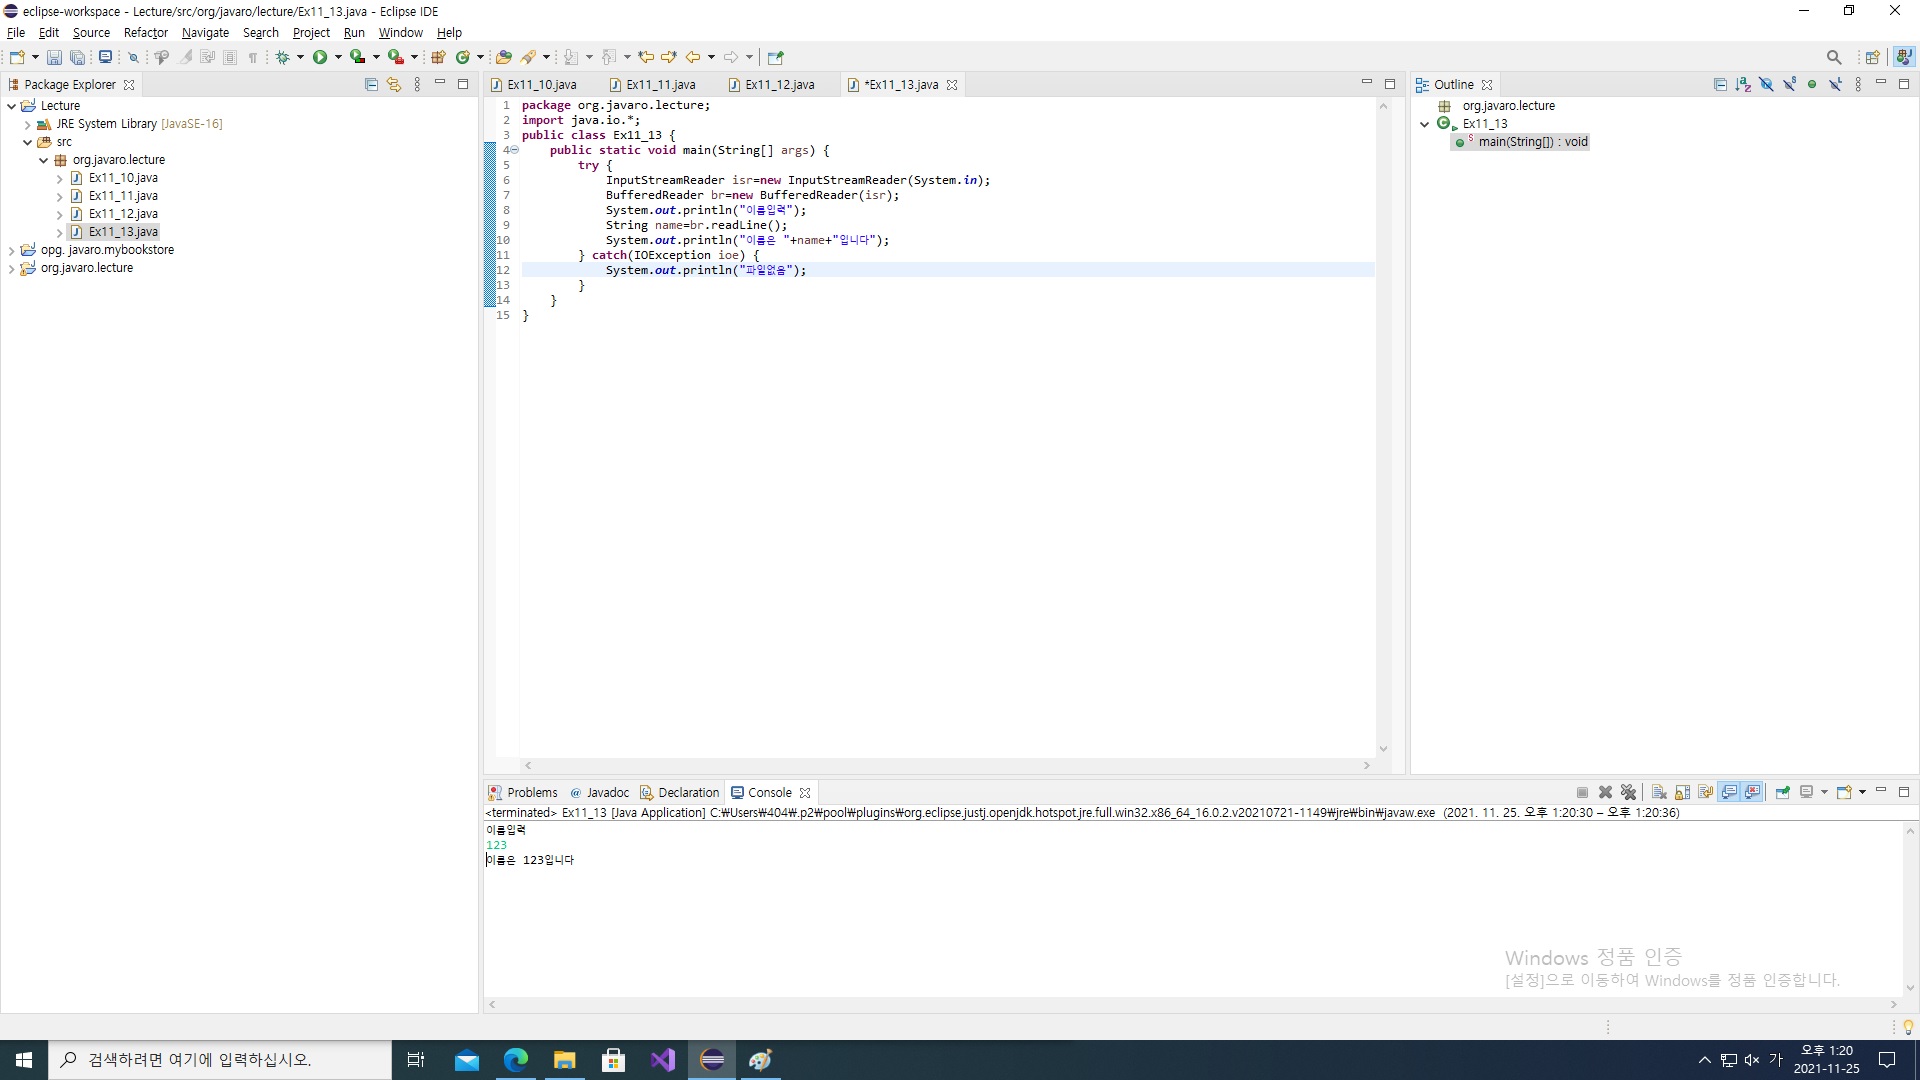 eclipse-workspace - Lecture/src/org/javaro/lecture/Ex11_13.java - Eclipse IDE
File Edit Source Refactor Navigate Search Project Run Window Help
Package Explorer
Lecture
JRE System Library [JavaSE-16]
src
org.javaro.lecture
Ex11_10.java
Ex11_11.java
Ex11_12.java
Ex11_13.java
opg. javaro.mybookstore
org.javaro.lecture
Ex11_10.java Ex11_11.java Ex11_12.java *Ex11_13.java
1 package org.javaro.lecture;
2 import java.io.*;
3 public class Ex11_13 {
4 public static void main(String[] args) {
5 try {
6 InputStreamReader isr=new InputStreamReader(System.in);
7 BufferedReader br=new BufferedReader(isr);
8 System.out.println("이름입력");
9 String name=br.readLine();
10 System.out.println("이름은 "+name+"입니다");
11 } catch(IOException ioe) {
12 System.out.println("파일없음");
13 }
14 }
15 }
Outline
org.javaro.lecture
Ex11_13
main(String[]) : void
Problems Javadoc Declaration Console
<terminated> Ex11_13 [Java Application] C:₩Users₩404₩.p2₩pool₩plugins₩org.eclipse.justj.openjdk.hotspot.jre.full.win32.x86_64_16.0.2.v20210721-1149₩jre₩bin₩javaw.exe (2021. 11. 25. 오후 1:20:30 – 오후 1:20:36)
이름입력
123
이름은 123입니다
Windows 정품 인증
[설정]으로 이동하여 Windows를 정품 인증합니다.
검색하려면 여기에 입력하십시오.
가
오후 1:20
2021-11-25